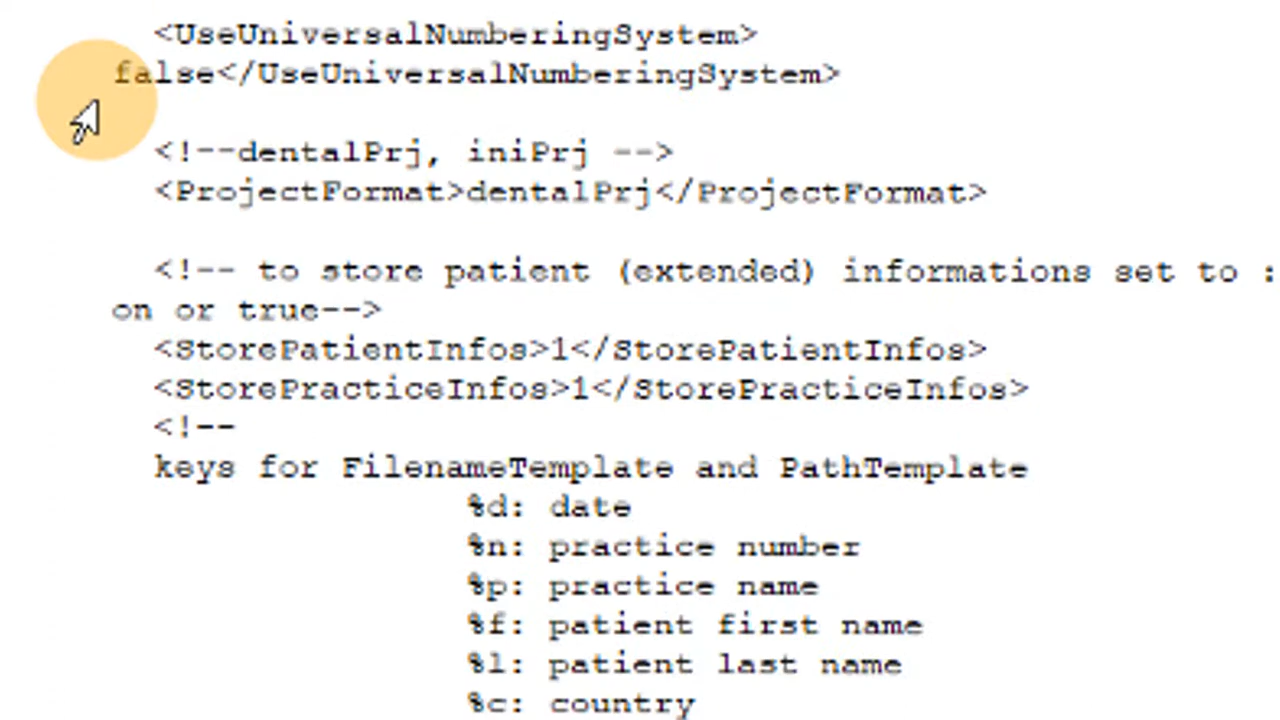 <UseUniversalNumberingSystem>
false</UseUniversalNumberingSystem>
<!--dentalPrj, iniPrj -->
<ProjectFormat>dentalPrj</ProjectFormat>
<!-- to store patient (extended) informations set to :
on or true-->
<StorePatientInfos>1</StorePatientInfos>
<StorePracticeInfos>1</StorePracticeInfos>
<!--
keys for FilenameTemplate and PathTemplate
%d: date
%n: practice number
%p: practice name
%f: patient first name
%l: patient last name
%c: country